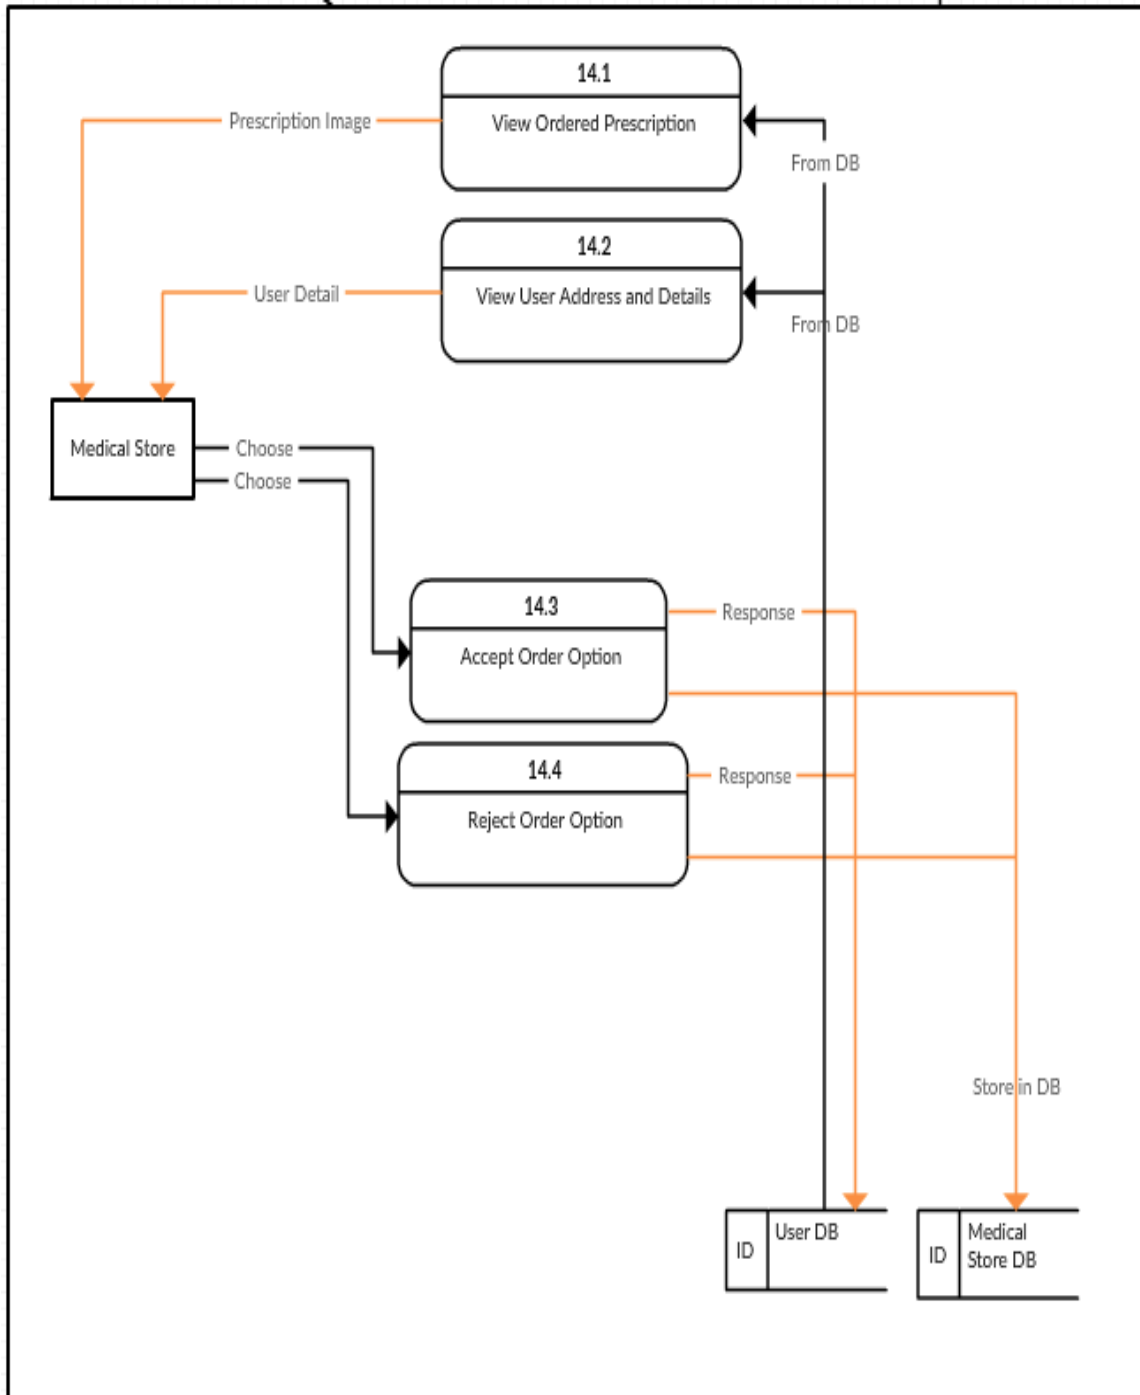 14.1
Prescription Image
View Ordered Prescription
From DB
14.2
User Detail
View User Address and Details
From DB
Medical Store
Choose
Choose
14.3
Response
Accept Order Option
14.4
Response
Reject Order Option
Store in DB
ID
User DB
ID
Medical
Store DB